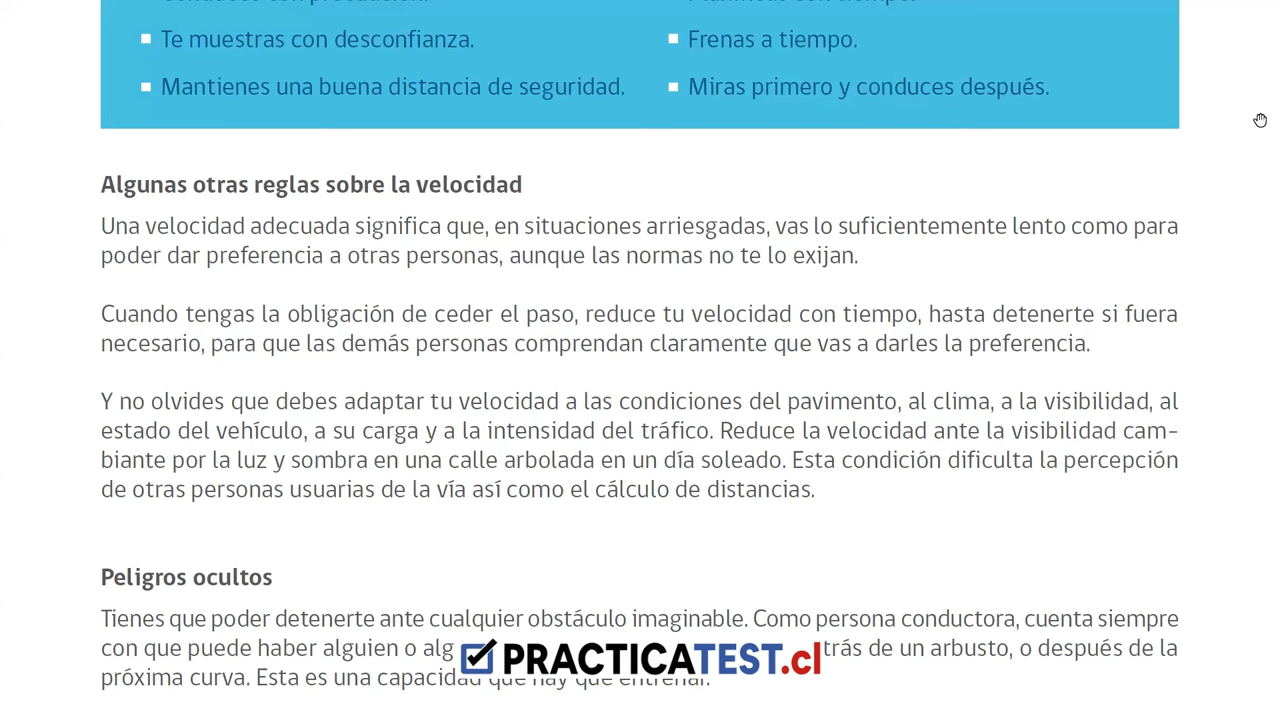 Te muestras con desconfianza.
Frenas a tiempo.
Mantienes una buena distancia de seguridad.
Miras primero y conduces después.
Algunas otras reglas sobre la velocidad
Una velocidad adecuada significa que, en situaciones arriesgadas, vas lo suficientemente lento como para
poder dar preferencia a otras personas, aunque las normas no te lo exijan.
Cuando tengas la obligación de ceder el paso, reduce tu velocidad con tiempo, hasta detenerte si fuera
necesario, para que las demás personas comprendan claramente que vas a darles la preferencia.
Y no olvides que debes adaptar tu velocidad a las condiciones del pavimento, al clima, a la visibilidad, al
estado del vehículo, a su carga y a la intensidad del tráfico. Reduce la velocidad ante la visibilidad cam-
biante por la luz y sombra en una calle arbolada en un día soleado. Esta condición dificulta la percepción
de otras personas usuarias de la vía así como el cálculo de distancias.
Peligros ocultos
Tienes que poder detenerte ante cualquier obstáculo imaginable. Como persona conductora, cuenta siempre
con que puede haber alguien o alg trás de un arbusto, o después de la
próxima curva. Esta es una capacidad que hay que entrenar.
PRACTICATEST.cl